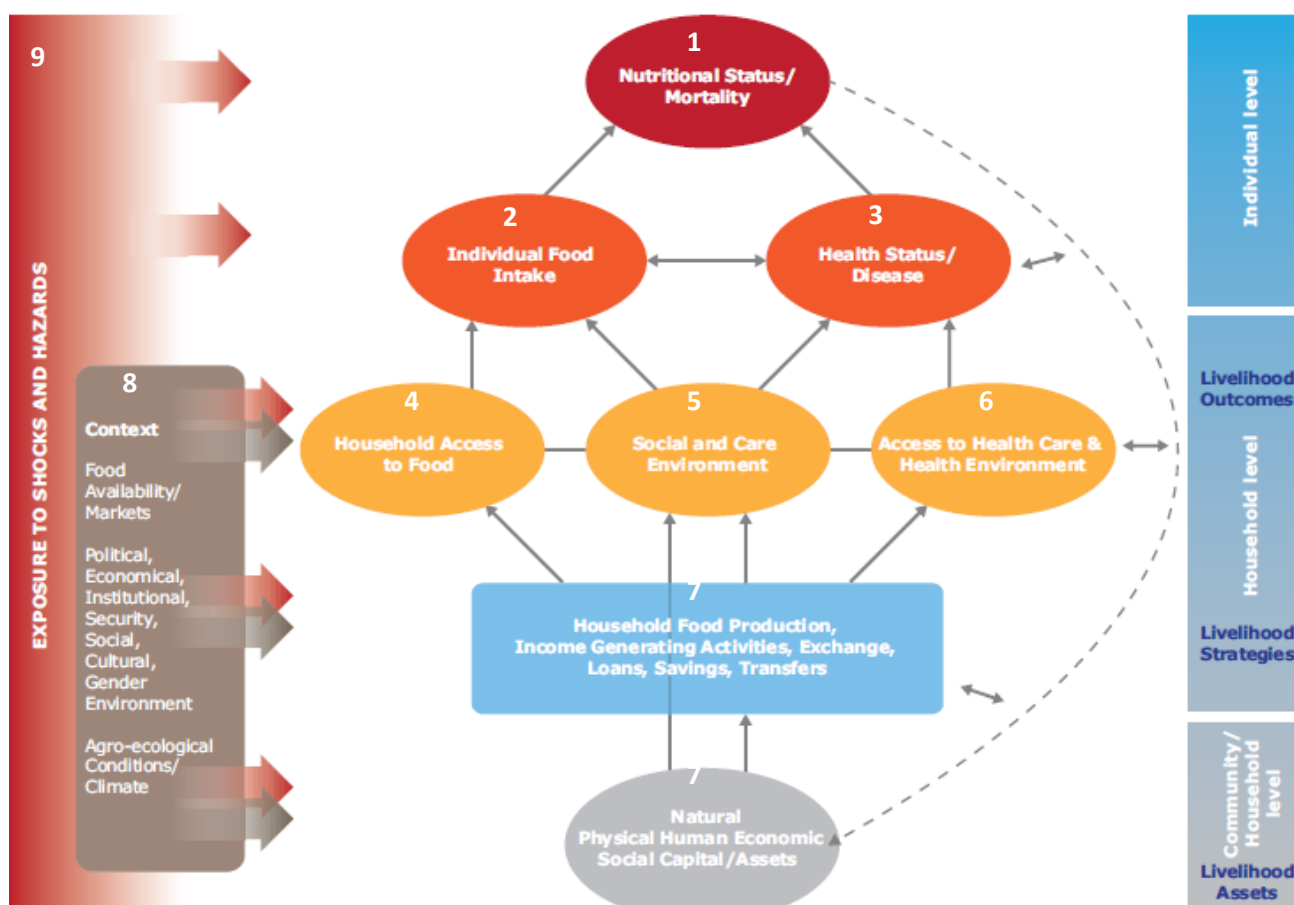 9
EXPOSURE TO SHOCKS AND HAZARDS
8
Context
Food
Availability/
Markets
Political,
Economical,
Institutional,
Security,
Social,
Cultural,
Gender
Environment
Agro-ecological
Conditions/
Climate
1
Nutritional Status/
Mortality
2
Individual Food
Intake
3
Health Status/
Disease
4
Household Access
to Food
5
Social and Care
Environment
6
Access to Health Care &
Health Environment
7
Household Food Production,
Income Generating Activities, Exchange,
Loans, Savings, Transfers
7
Natural
Physical Human Economic
Social Capital/Assets
Individual level
Livelihood
Outcomes
Household level
Livelihood
Strategies
Community/
Household
level
Livelihood
Assets